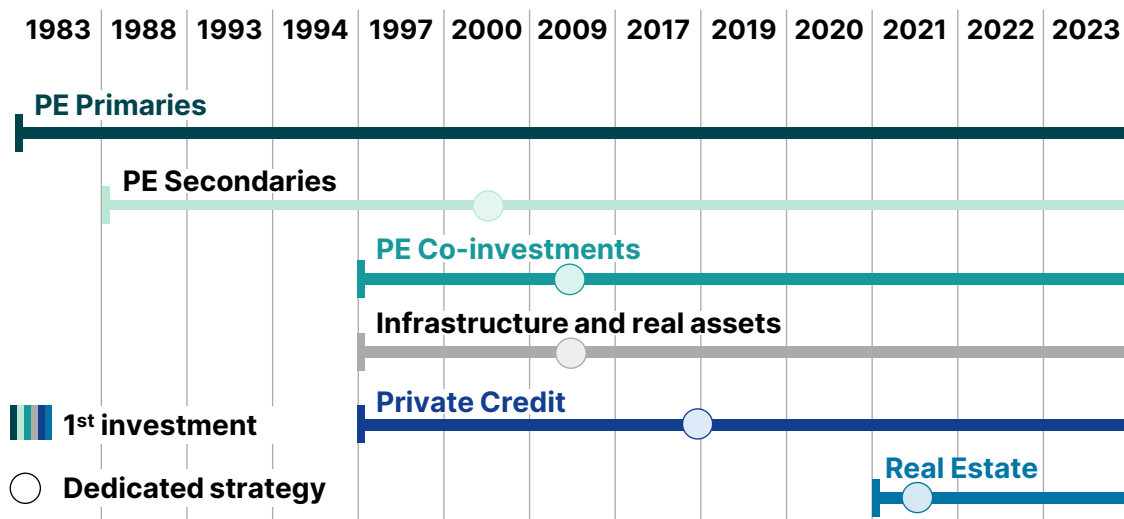 1983 1988 1993 1994 1997 2000 2009 2017 2019 2020 2021 2022 2023
PE Primaries
PE Secondaries
PE Co-investments
Infrastructure and real assets
Private Credit
1st investment
Real Estate
Dedicated strategy